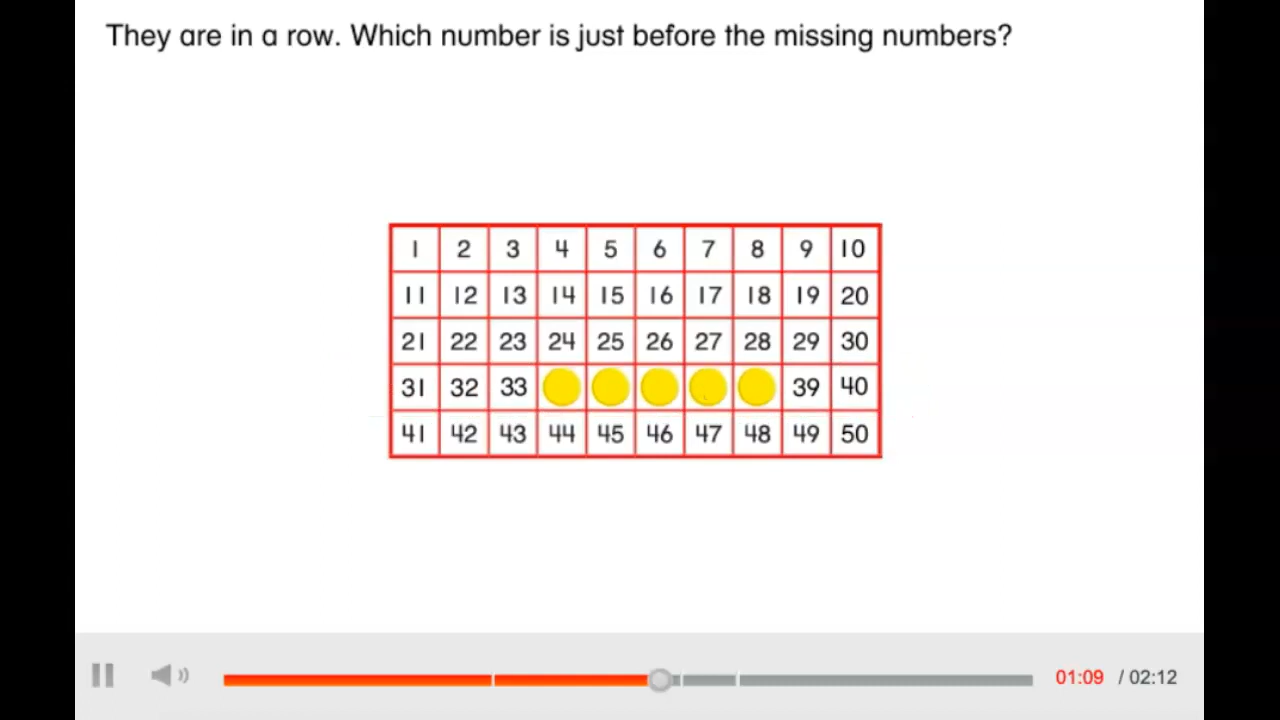 They are in a row. Which number is just before the missing numbers?
1 2 3 4 5 6 7 8 9 10
11 12 13 14 15 16 17 18 19 20
21 22 23 24 25 26 27 28 29 30
31 32 33 39 40
41 42 43 44 45 46 47 48 49 50
01:09 / 02:12